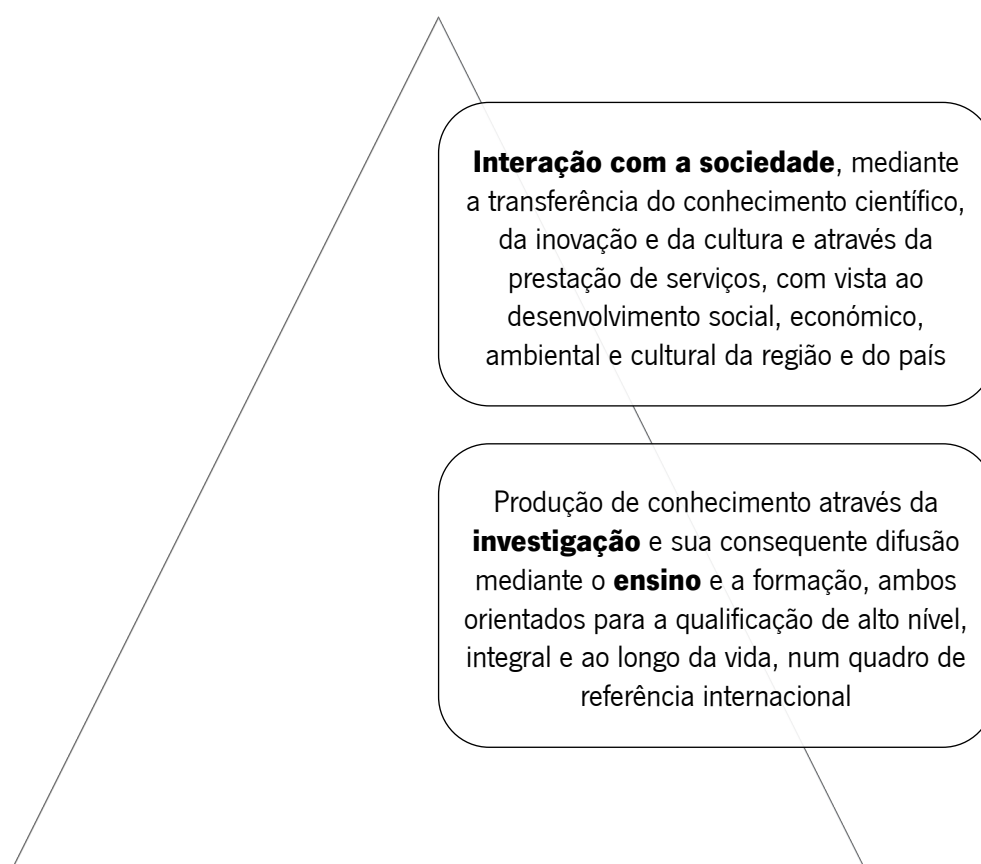 Interação com a sociedade, mediante
a transferência do conhecimento científico,
da inovação e da cultura e através da
prestação de serviços, com vista ao
desenvolvimento social, económico,
ambiental e cultural da região e do país
Produção de conhecimento através da
investigação e sua consequente difusão
mediante o ensino e a formação, ambos
orientados para a qualificação de alto nível,
integral e ao longo da vida, num quadro de
referência internacional